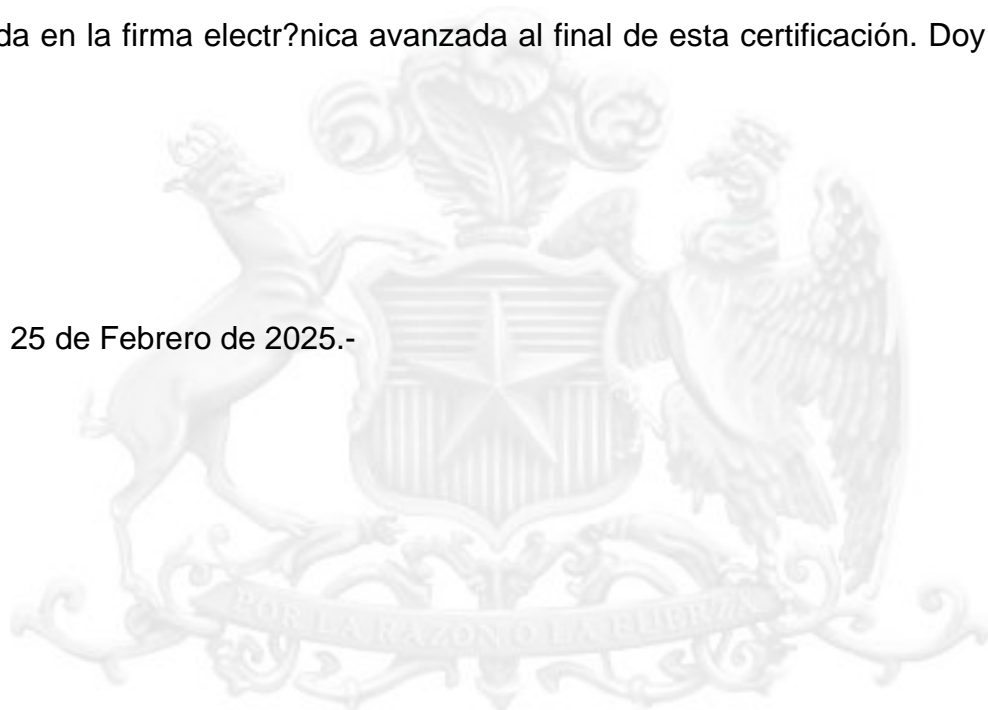 da en la firma electr?nica avanzada al final de esta certificación. Doy
25 de Febrero de 2025.-
POR LA RAZON O LA FUERZA